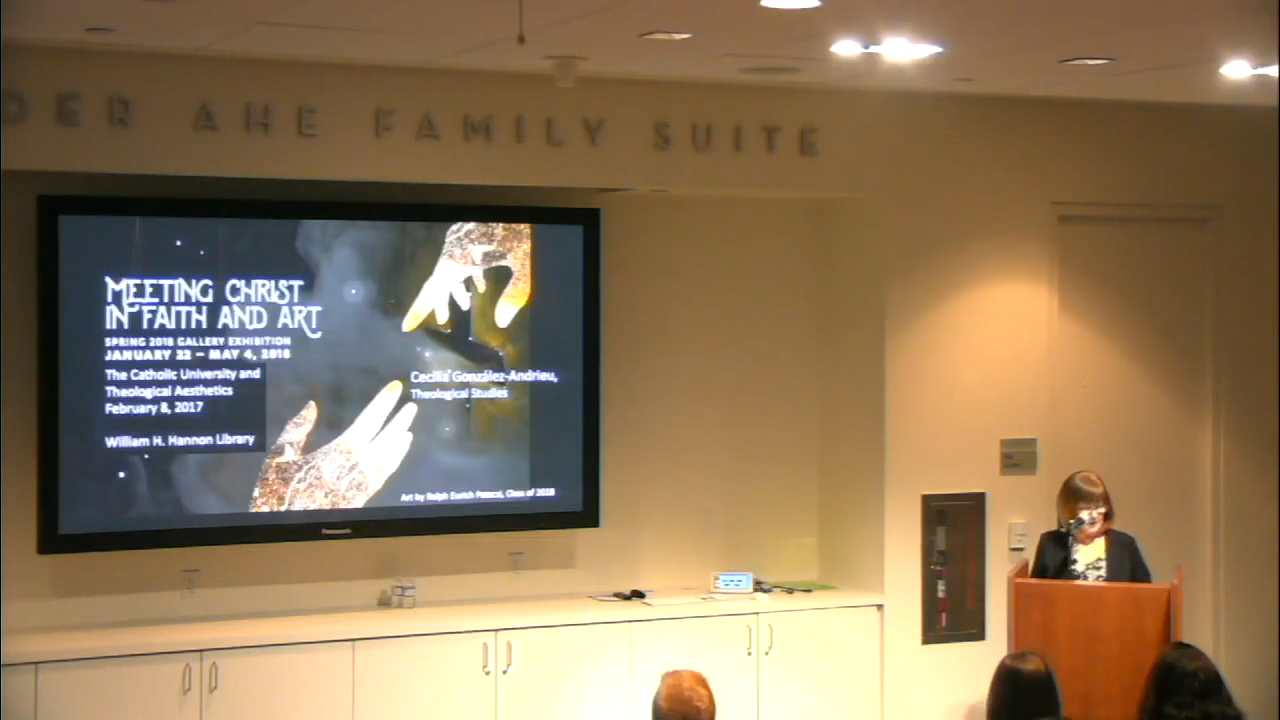 DER AHE FAMILY SUITE
MEETING CHRIST
IN FAITH AND ART
SPRING 2018 GALLERY EXHIBITION
JANUARY 22 – MAY 4, 2018
The Catholic University and
Theological Aesthetics
February 8, 2017
William H. Hannon Library
Cecilia González-Andrieu,
Theological Studies
Art by Ralph Eurich Class of 2018
Panasonic